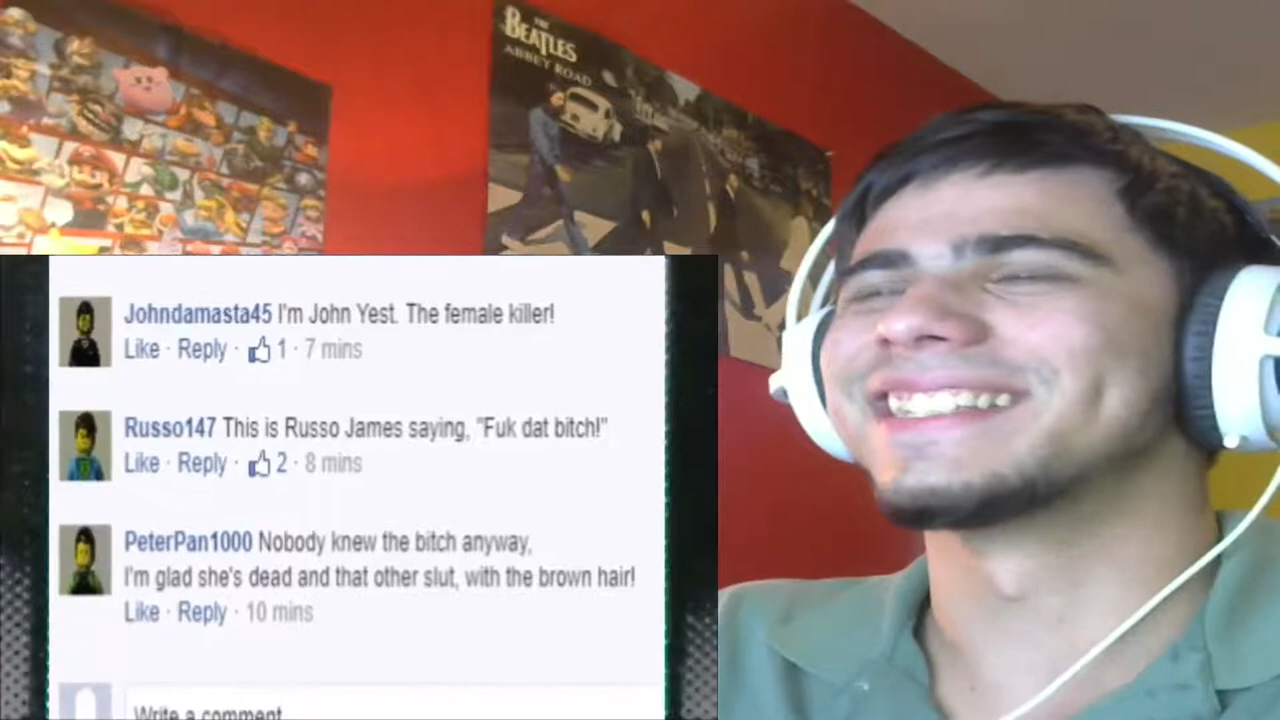 THE
BEATLES
ABBEY ROAD
Johndamasta45 I'm John Yest. The female killer!
Like · Reply · 1 · 7 mins
Russo147 This is Russo James saying, "Fuk dat bitch!"
Like · Reply · 2 · 8 mins
PeterPan1000 Nobody knew the bitch anyway,
I'm glad she's dead and that other slut, with the brown hair!
Like · Reply · 10 mins
Write a comment